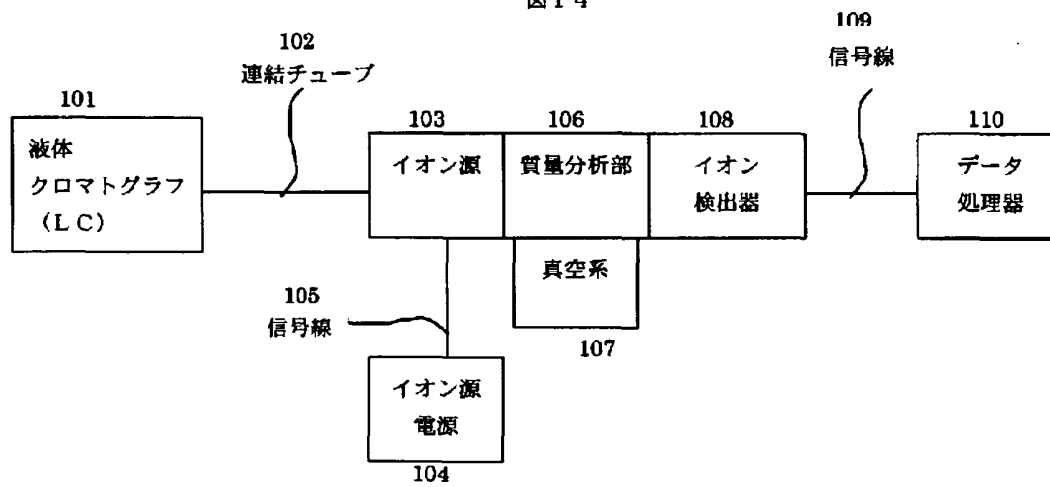 図14
102
連結チューブ
109
信号線
101
液体
クロマトグラフ
(LC)
103
イオン源
106
質量分析部
108
イオン
検出器
110
データ
処理器
真空系
107
105
信号線
イオン源
電源
104